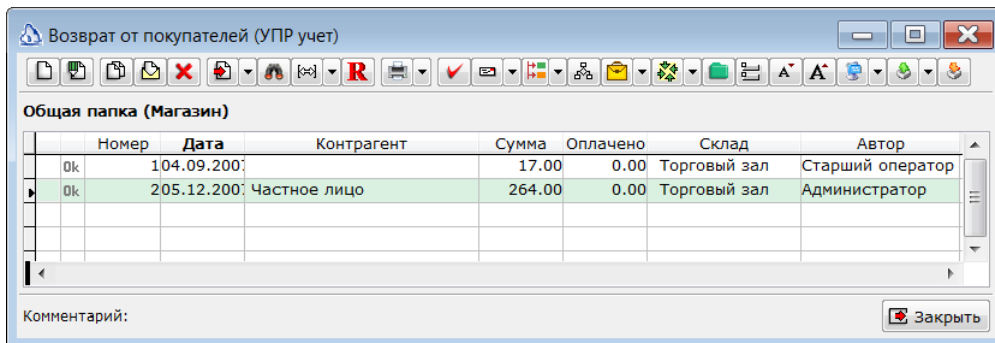 Возврат от покупателей (УПР учет)
Общая папка (Магазин)
Номер Дата Контрагент Сумма Оплачено Склад Автор
Ok 1 04.09.2007 17.00 0.00 Торговый зал Старший оператор
Ok 2 05.12.2007 Частное лицо 264.00 0.00 Торговый зал Администратор
Комментарий:
Закрыть